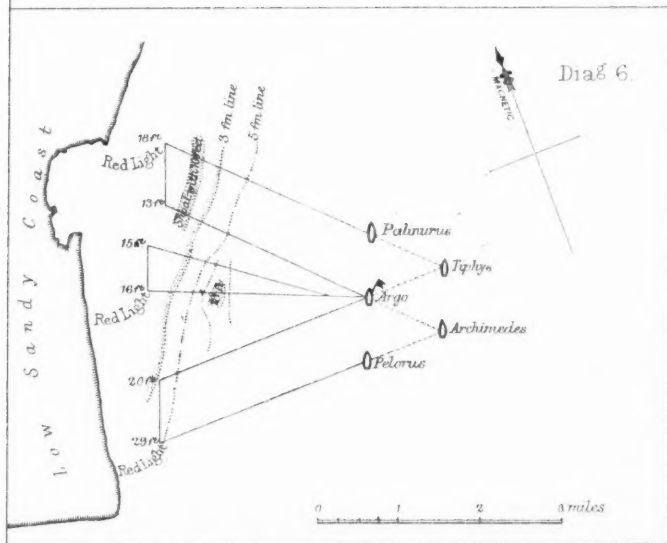 Diag 6.
MAGNETIC
3 fm line
5 fm line
18 ft
Red Light
13 ft
15 ft
16 ft
Red Light
20 ft
29 ft
Red Light
Low Sandy Coast
Palinurus
Tiphys
Argo
Archimedes
Pelorus
0 1 2 3 miles